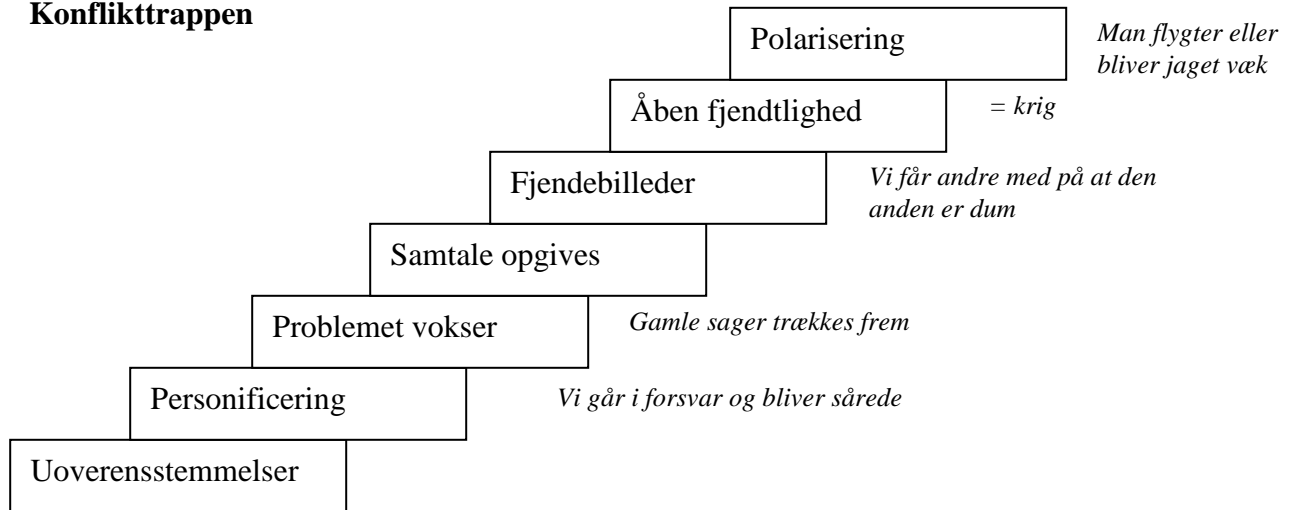 Konflikttrappen
Polarisering
Man flygter eller
bliver jaget væk
Åben fjendtlighed
= krig
Fjendebilleder
Vi får andre med på at den
anden er dum
Samtale opgives
Problemet vokser
Gamle sager trækkes frem
Personificering
Vi går i forsvar og bliver sårede
Uoverensstemmelser